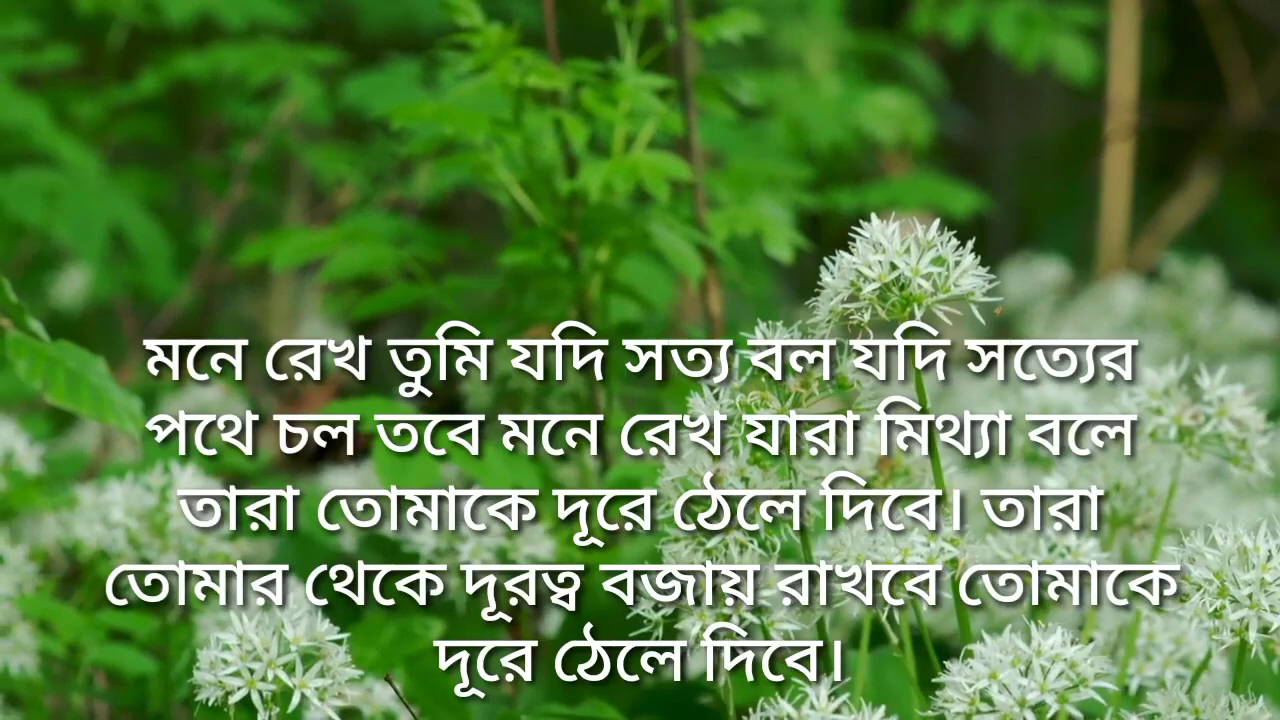 মনে রেখ তুমি যদি সত্য বল যদি সত্যের
পথে চল তবে মনে রেখ যারা মিথ্যা বলে
তারা তোমাকে দূরে ঠেলে দিবে। তারা
তোমার থেকে দূরত্ব বজায় রাখবে তোমাকে
দূরে ঠেলে দিবে।